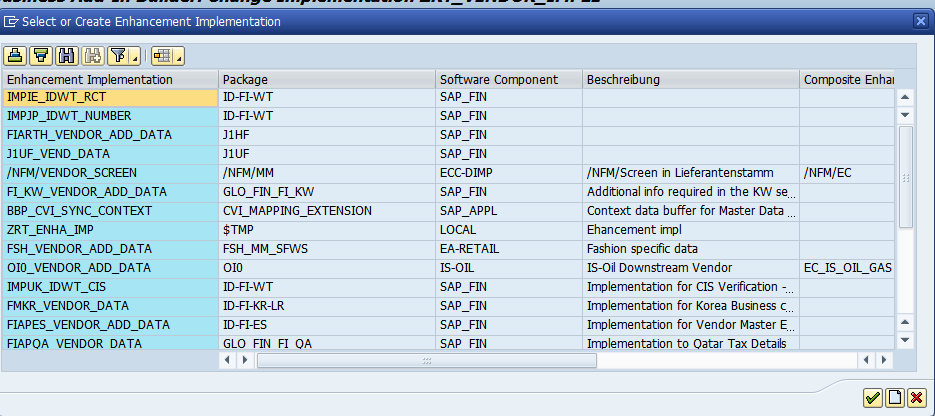 Select or Create Enhancement Implementation
Enhancement Implementation Package Software Component Beschreibung Composite Enhan
IMPIE_IDWT_RCT ID-FI-WT SAP_FIN
IMPJP_IDWT_NUMBER ID-FI-WT SAP_FIN
FIARTH_VENDOR_ADD_DATA J1HF SAP_FIN
J1UF_VEND_DATA J1UF SAP_FIN
/NFM/VENDOR_SCREEN /NFM/MM ECC-DIMP /NFM/Screen in Lieferantenstamm /NFM/EC
FI_KW_VENDOR_ADD_DATA GLO_FIN_FI_KW SAP_FIN Additional info required in the KW se...
BBP_CVI_SYNC_CONTEXT CVI_MAPPING_EXTENSION SAP_APPL Context data buffer for Master Data ...
ZRT_ENHA_IMP $TMP LOCAL Ehancement impl
FSH_VENDOR_ADD_DATA FSH_MM_SFWS EA-RETAIL Fashion specific data
OI0_VENDOR_ADD_DATA OI0 IS-OIL IS-Oil Downstream Vendor EC_IS_OIL_GAS
IMPUK_IDWT_CIS ID-FI-WT SAP_FIN Implementation for CIS Verification -...
FMKR_VENDOR_DATA ID-FI-KR-LR SAP_FIN Implementation for Korea Business c...
FIAPES_VENDOR_ADD_DATA ID-FI-ES SAP_FIN Implementation for Vendor Master E...
FIAPQA_VENDOR_DATA GLO_FIN_FI_QA SAP_FIN Implementation to Qatar Tax Details